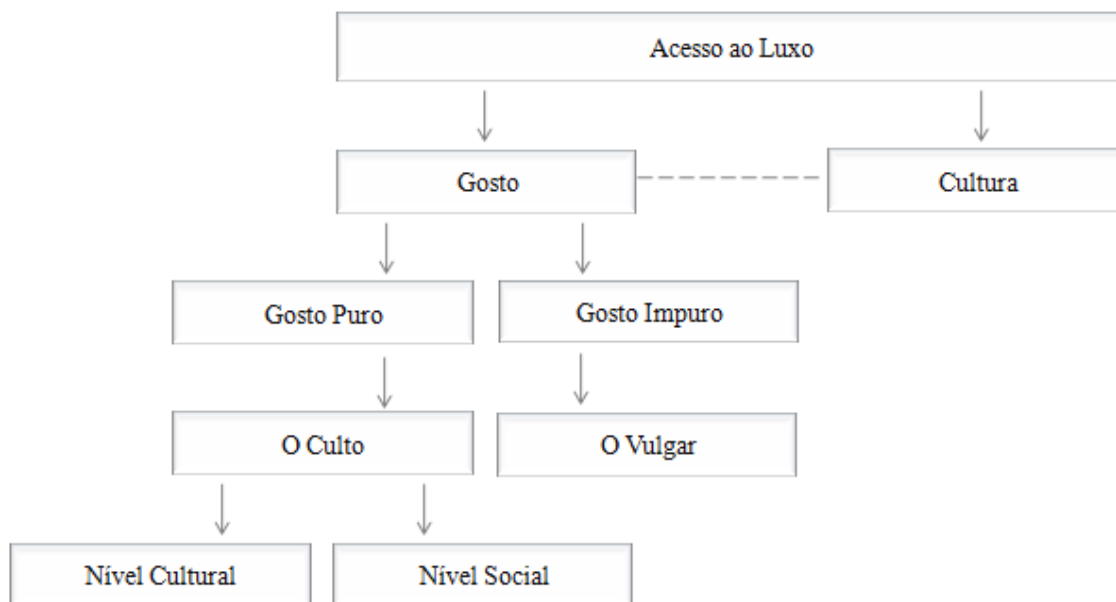 Acesso ao Luxo
Gosto
Cultura
Gosto Puro
Gosto Impuro
O Culto
O Vulgar
Nível Cultural
Nível Social